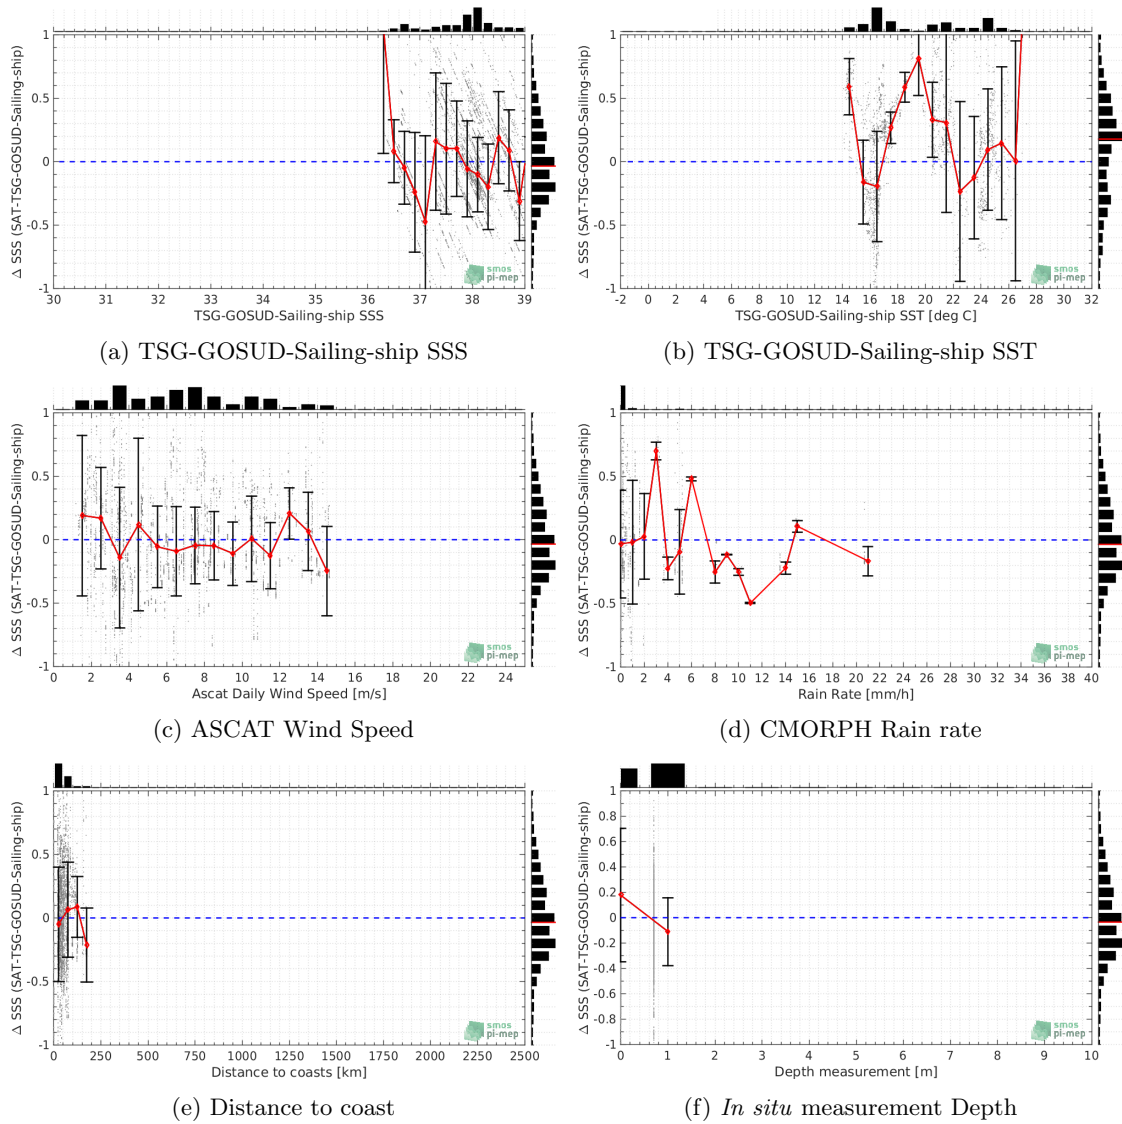 Δ SSS (SAT-TSG-GOSUD-Sailing-ship)
1
0.5
0
-0.5
-1
30 31 32 33 34 35 36 37 38 39
TSG-GOSUD-Sailing-ship SSS
smos
pi-mep
(a) TSG-GOSUD-Sailing-ship SSS
Δ SSS (SAT-TSG-GOSUD-Sailing-ship)
1
0.5
0
-0.5
-1
-2 0 2 4 6 8 10 12 14 16 18 20 22 24 26 28 30 32
TSG-GOSUD-Sailing-ship SST [deg C]
smos
pi-mep
(b) TSG-GOSUD-Sailing-ship SST
Δ SSS (SAT-TSG-GOSUD-Sailing-ship)
1
0.5
0
-0.5
-1
0 2 4 6 8 10 12 14 16 18 20 22 24
Ascat Daily Wind Speed [m/s]
smos
pi-mep
(c) ASCAT Wind Speed
Δ SSS (SAT-TSG-GOSUD-Sailing-ship)
1
0.5
0
-0.5
-1
0 2 4 6 8 10 12 14 16 18 20 22 24 26 28 30 32 34 36 38 40
Rain Rate [mm/h]
smos
pi-mep
(d) CMORPH Rain rate
Δ SSS (SAT-TSG-GOSUD-Sailing-ship)
1
0.5
0
-0.5
-1
0 250 500 750 1000 1250 1500 1750 2000 2250 2500
Distance to coasts [km]
smos
pi-mep
(e) Distance to coast
Δ SSS (SAT-TSG-GOSUD-Sailing-ship)
1
0.8
0.6
0.4
0.2
0
-0.2
-0.4
-0.6
-0.8
-1
0 1 2 3 4 5 6 7 8 9 10
Depth measurement [m]
smos
pi-mep
(f) In situ measurement Depth